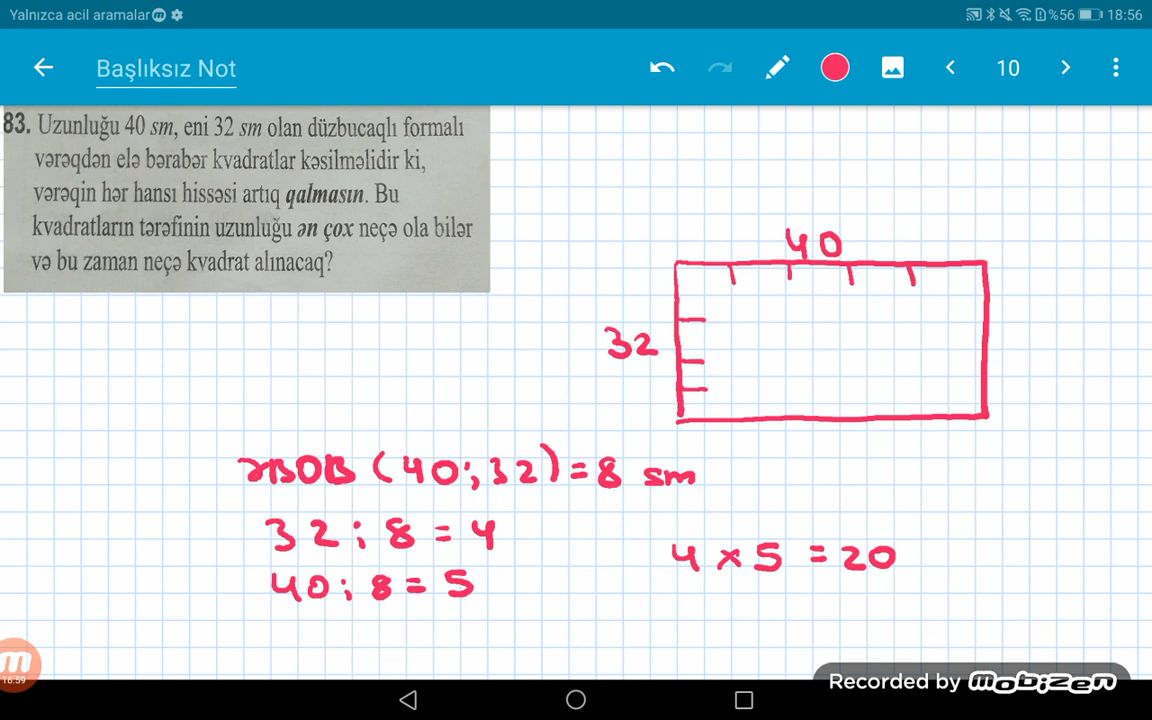 Yalnızca acil aramalar
%56 18:56
Başlıksız Not
10
83. Uzunluğu 40 sm, eni 32 sm olan düzbucaqlı formalı
vərəqdən elə bərabər kvadratlar kəsilməlidir ki,
vərəqin hər hansı hissəsi artıq qalmasın. Bu
kvadratların tərəfinin uzunluğu ən çox neçə ola bilər
və bu zaman neçə kvadrat alınacaq?
40
32
(40;32)=8 sm
32:8=4
40:8=5
4×5=20
16:59
Recorded by mobizen